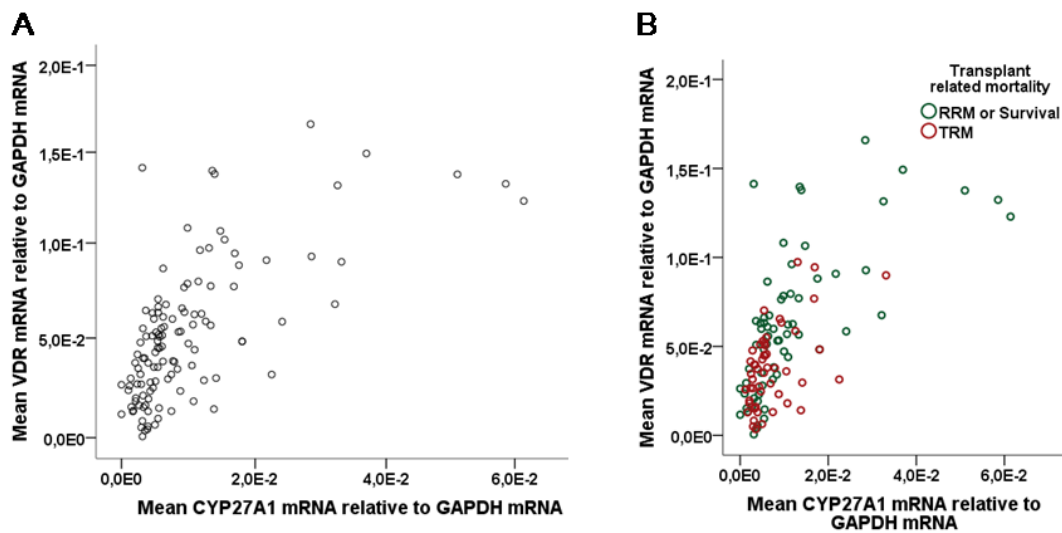 A
Mean VDR mRNA relative to GAPDH mRNA
2,0E-1
1,5E-1
1,0E-1
5,0E-2
0,0E0
0,0E0 2,0E-2 4,0E-2 6,0E-2
Mean CYP27A1 mRNA relative to GAPDH mRNA
B
Mean VDR mRNA relative to GAPDH mRNA
2,0E-1
1,5E-1
1,0E-1
5,0E-2
0,0E0
Transplant
related mortality
RRM or Survival
TRM
0,0E0 2,0E-2 4,0E-2 6,0E-2
Mean CYP27A1 mRNA relative to
GAPDH mRNA